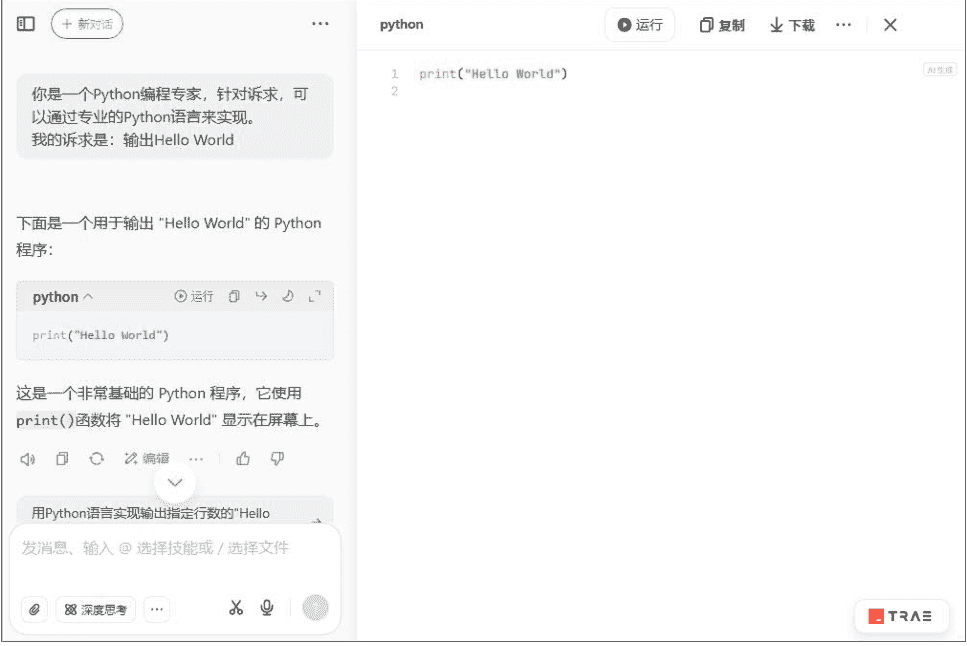 新对话
你是一个Python编程专家，针对诉求，可
以通过专业的Python语言来实现。
我的诉求是：输出Hello World
下面是一个用于输出 "Hello World" 的 Python
程序：
python
运行
print("Hello World")
这是一个非常基础的 Python 程序，它使用
print()函数将 "Hello World" 显示在屏幕上。
编辑
用Python语言实现输出指定行数的"Hello
发消息、输入 @ 选择技能或 / 选择文件
深度思考
python
运行
复制
下载
1 print("Hello World")
2
AI生成
TRAE